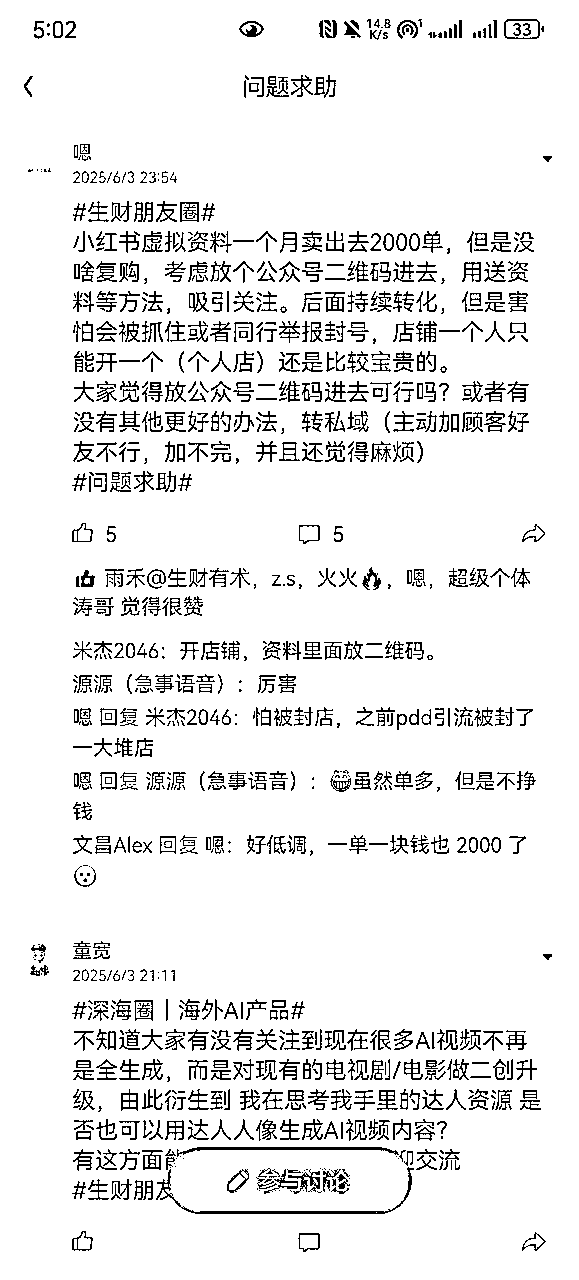 5:02
14.8 K/s
33
问题求助
嗯
2025/6/3 23:54
#生财朋友圈#
小红书虚拟资料一个月卖出去2000单，但是没
啥复购，考虑放个公众号二维码进去，用送资
料等方法，吸引关注。后面持续转化，但是害
怕会被抓住或者同行举报封号，店铺一个人只
能开一个（个人店）还是比较宝贵的。
大家觉得放公众号二维码进去可行吗？或者有
没有其他更好的办法，转私域（主动加顾客好
友不行，加不完，并且还觉得麻烦）
#问题求助#
5
5
雨禾@生财有术，z.s，火火🔥，嗯，超级个体
涛哥 觉得很赞
米杰2046：开店铺，资料里面放二维码。
源源（急事语音）：厉害
嗯 回复 米杰2046：怕被封店，之前pdd引流被封了
一大堆店
嗯 回复 源源（急事语音）：😁虽然单多，但是不挣
钱
文昌Alex 回复 嗯：好低调，一单一块钱也 2000 了
😮
童宽
2025/6/3 21:11
#深海圈｜海外AI产品#
不知道大家有没有关注到现在很多AI视频不再
是全生成，而是对现有的电视剧/电影做二创升
级，由此衍生到 我在思考我手里的达人资源 是
否也可以用达人人像生成AI视频内容？
有这方面 迎交流
#生财朋
参与讨论